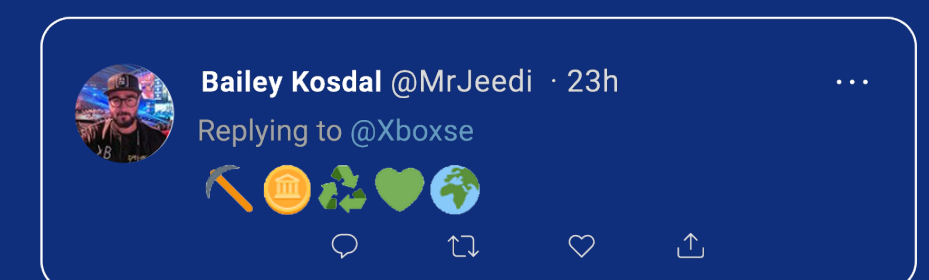 Bailey Kosdal @MrJeedi · 23h
Replying to @Xboxse
⛏️🪙♻️💚🌍